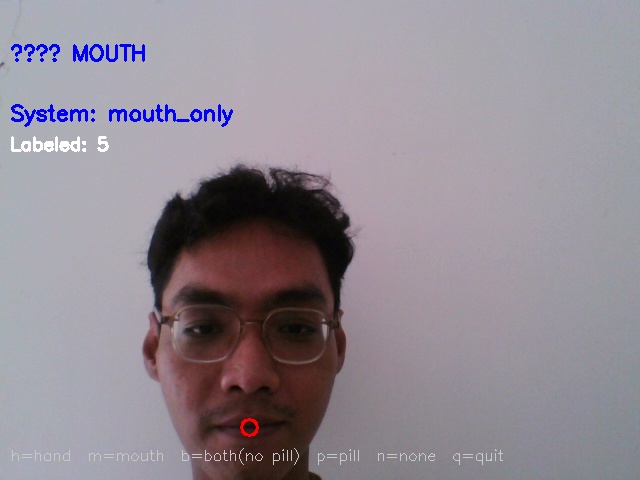 ???? MOUTH
System: mouth_only
Labeled: 5
h=hand m=mouth b=both(no pill) p=pill n=none q=quit